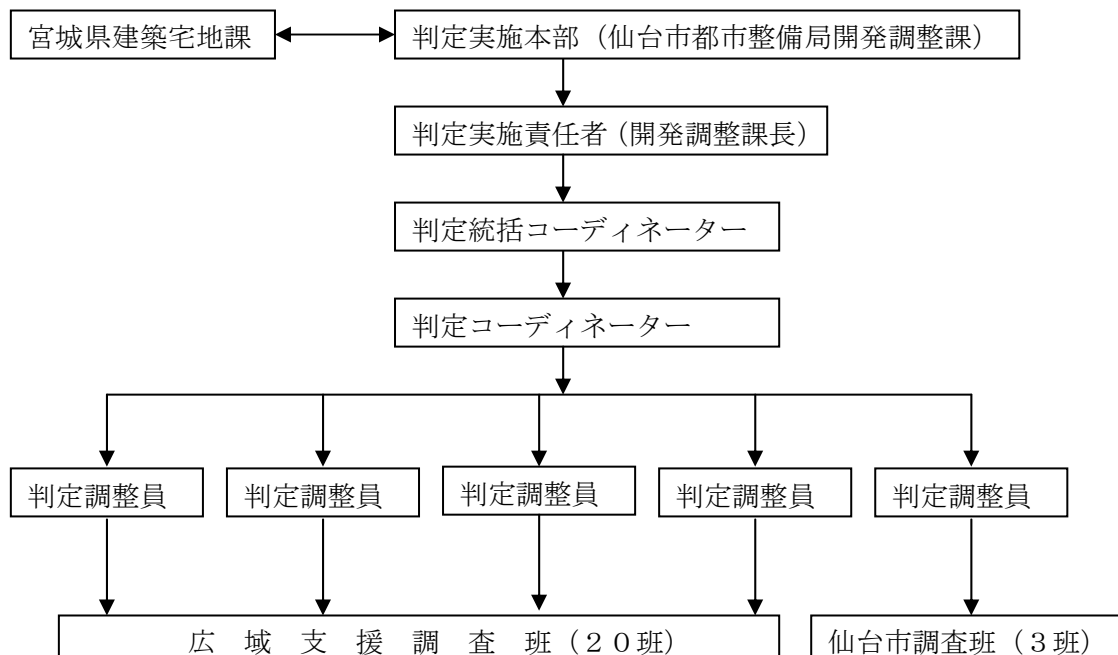 宮城県建築宅地課
判定実施本部（仙台市都市整備局開発調整課）
判定実施責任者（開発調整課長）
判定統括コーディネーター
判定コーディネーター
判定調整員
判定調整員
判定調整員
判定調整員
判定調整員
広 域 支 援 調 査 班（２０班）
仙台市調査班（３班）